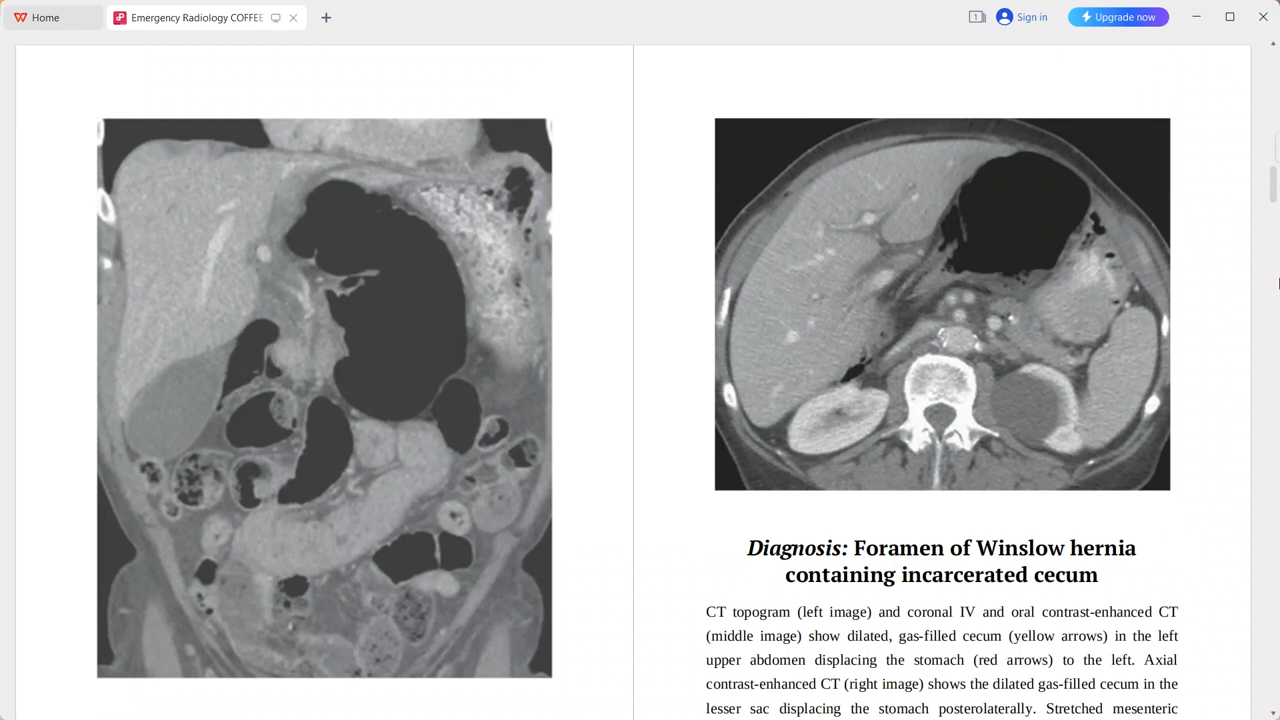 Home
Emergency Radiology COFFEE
1
Sign in
Upgrade now
Diagnosis: Foramen of Winslow hernia
containing incarcerated cecum
CT topogram (left image) and coronal IV and oral contrast-enhanced CT
(middle image) show dilated, gas-filled cecum (yellow arrows) in the left
upper abdomen displacing the stomach (red arrows) to the left. Axial
contrast-enhanced CT (right image) shows the dilated gas-filled cecum in the
lesser sac displacing the stomach posterolaterally. Stretched mesenteric